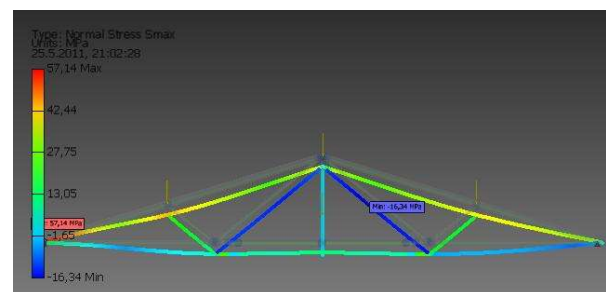 Type: Normal Stress Smax
Units: MPa
25.5.2011, 21:02:28
57,14 Max
42,44
27,75
13,05
: 57,14 MPa
-1,65
Min: -16,34 MPa
-16,34 Min